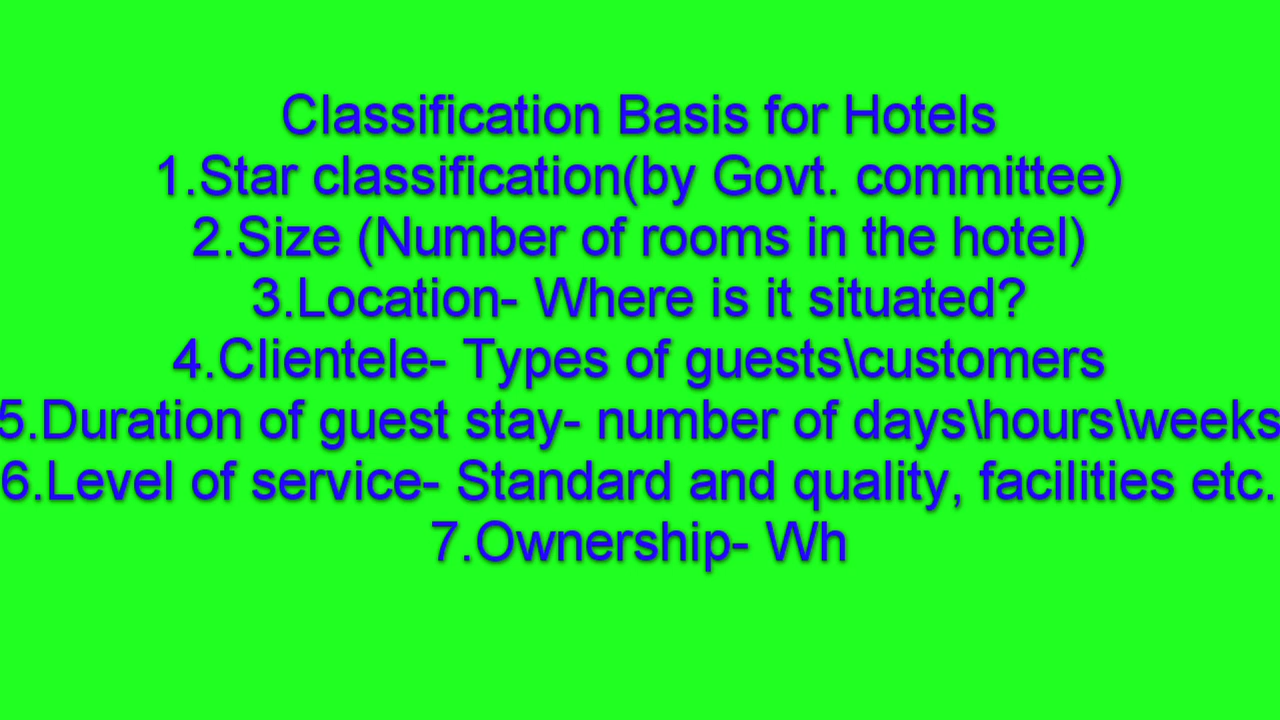 Classification Basis for Hotels
1.Star classification(by Govt. committee)
2.Size (Number of rooms in the hotel)
3.Location- Where is it situated?
4.Clientele- Types of guests\customers
5.Duration of guest stay- number of days\hours\weeks
6.Level of service- Standard and quality, facilities etc.
7.Ownership- Wh